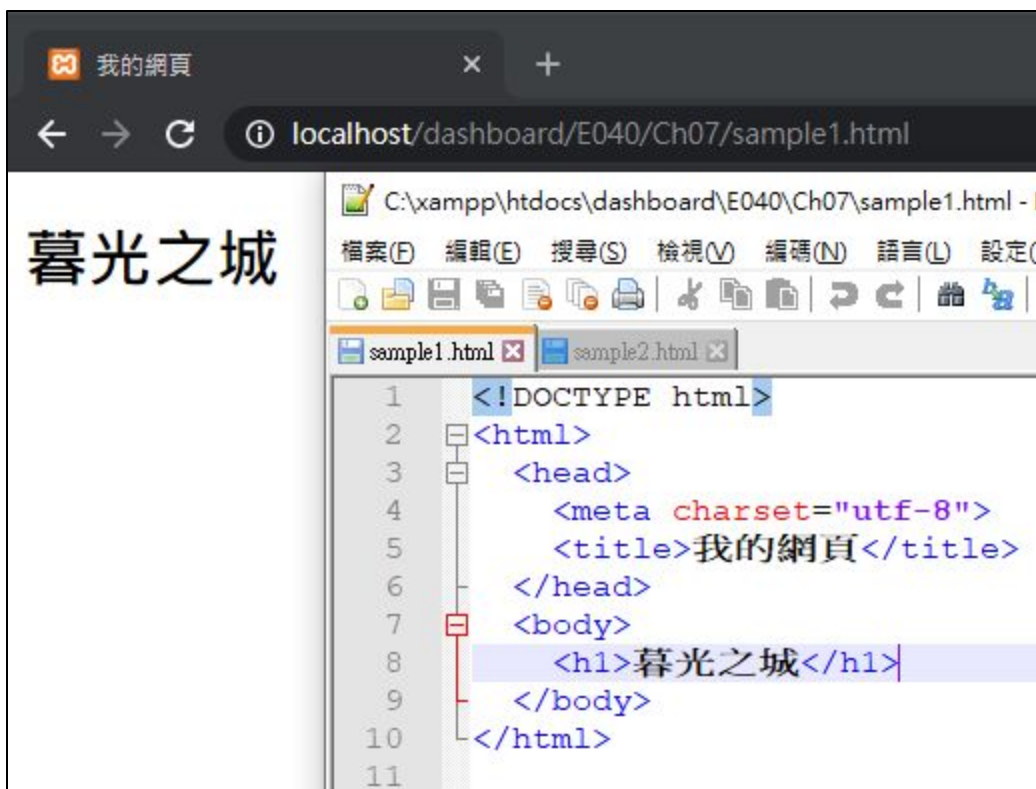 我的網頁
localhost/dashboard/E040/Ch07/sample1.html
暮光之城
C:\xampp\htdocs\dashboard\E040\Ch07\sample1.html -
檔案(F) 編輯(E) 搜尋(S) 檢視(V) 編碼(N) 語言(L) 設定(
sample1.html sample2.html
1 <!DOCTYPE html>
2 <html>
3 <head>
4 <meta charset="utf-8">
5 <title>我的網頁</title>
6 </head>
7 <body>
8 <h1>暮光之城</h1>
9 </body>
10 </html>
11